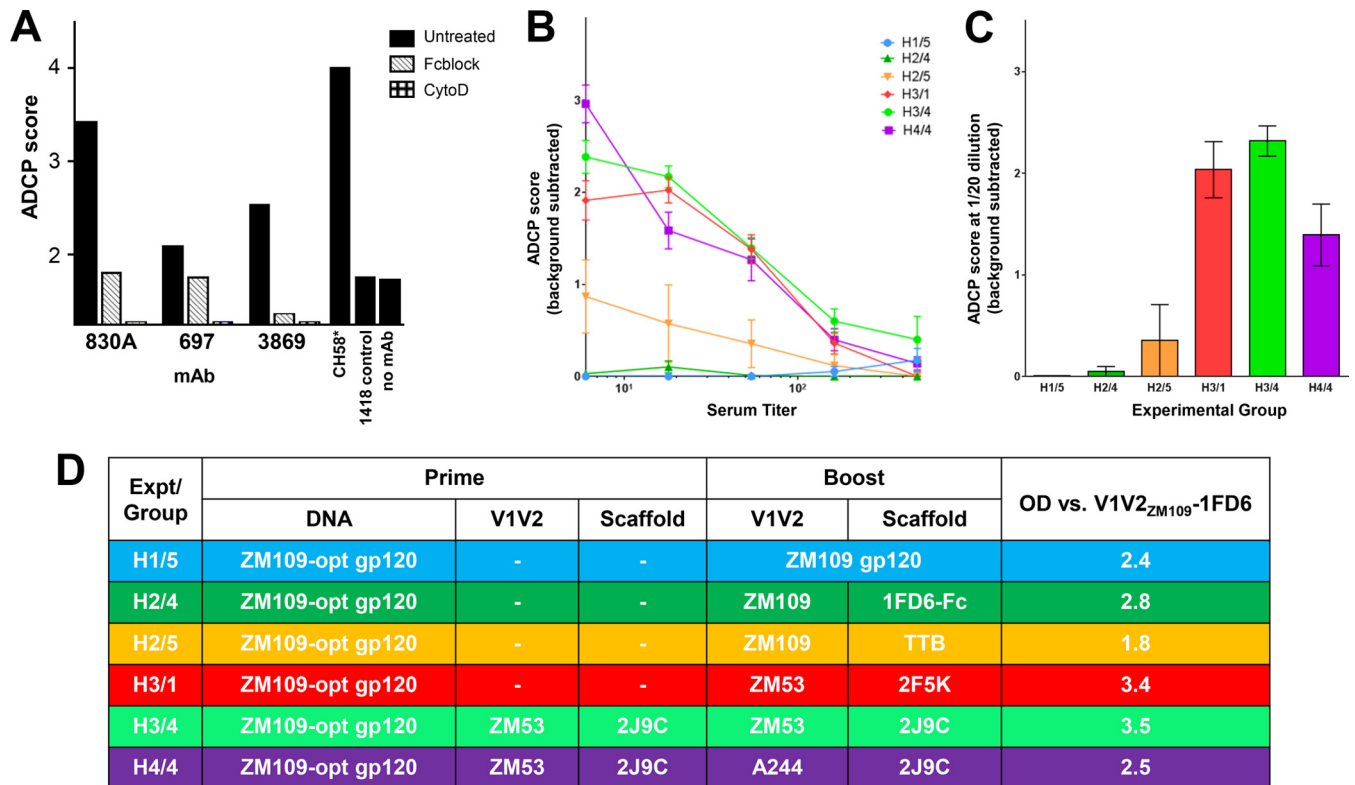 A
ADCP score
4
3
2
Untreated
Fcblock
CytoD
830A
697
3869
CH58*
1418 control
no mAb
mAb
B
ADCP score
(background subtracted)
3
2
1
0
10¹
10²
Serum Titer
H1/5
H2/4
H2/5
H3/1
H3/4
H4/4
C
ADCP score at 1/20 dilution
(background subtracted)
3
2
1
0
H1/5 H2/4 H2/5 H3/1 H3/4 H4/4
Experimental Group
D
Expt/ Prime Boost OD vs. V1V2ZM109-1FD6
Group DNA V1V2 Scaffold V1V2 Scaffold
H1/5 ZM109-opt gp120 - - ZM109 gp120 2.4
H2/4 ZM109-opt gp120 - - ZM109 1FD6-Fc 2.8
H2/5 ZM109-opt gp120 - - ZM109 TTB 1.8
H3/1 ZM109-opt gp120 - - ZM53 2F5K 3.4
H3/4 ZM109-opt gp120 ZM53 2J9C ZM53 2J9C 3.5
H4/4 ZM109-opt gp120 ZM53 2J9C A244 2J9C 2.5